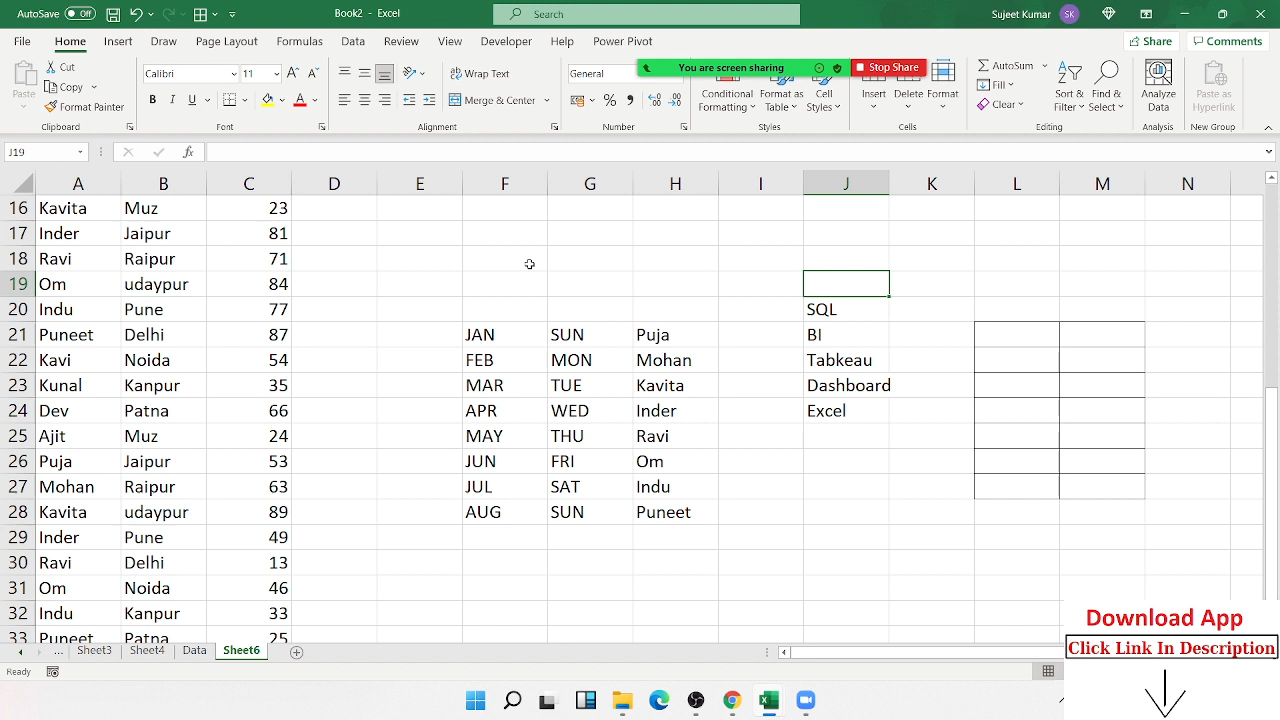 AutoSave Off Book2 - Excel Search Sujeet Kumar SK
File Home Insert Draw Page Layout Formulas Data Review View Developer Help Power Pivot Share Comments
You are screen sharing Stop Share
Paste Cut Copy Format Painter Clipboard
Calibri 11 B I U Font
Wrap Text Merge & Center Alignment
General % , Number
Conditional Formatting Format as Table Cell Styles Styles
Insert Delete Format Cells
AutoSum Fill Clear Sort & Filter Find & Select Editing
Analyze Data Analysis
Paste as Hyperlink New Group
J19 fx
A B C D E F G H I J K L M N
16 Kavita Muz 23
17 Inder Jaipur 81
18 Ravi Raipur 71
19 Om udaypur 84
20 Indu Pune 77 SQL
21 Puneet Delhi 87 JAN SUN Puja BI
22 Kavi Noida 54 FEB MON Mohan Tabkeau
23 Kunal Kanpur 35 MAR TUE Kavita Dashboard
24 Dev Patna 66 APR WED Inder Excel
25 Ajit Muz 24 MAY THU Ravi
26 Puja Jaipur 53 JUN FRI Om
27 Mohan Raipur 63 JUL SAT Indu
28 Kavita udaypur 89 AUG SUN Puneet
29 Inder Pune 49
30 Ravi Delhi 13
31 Om Noida 46
32 Indu Kanpur 33
33 Puneet Patna 25
... Sheet3 Sheet4 Data Sheet6
Ready
Download App
Click Link In Description